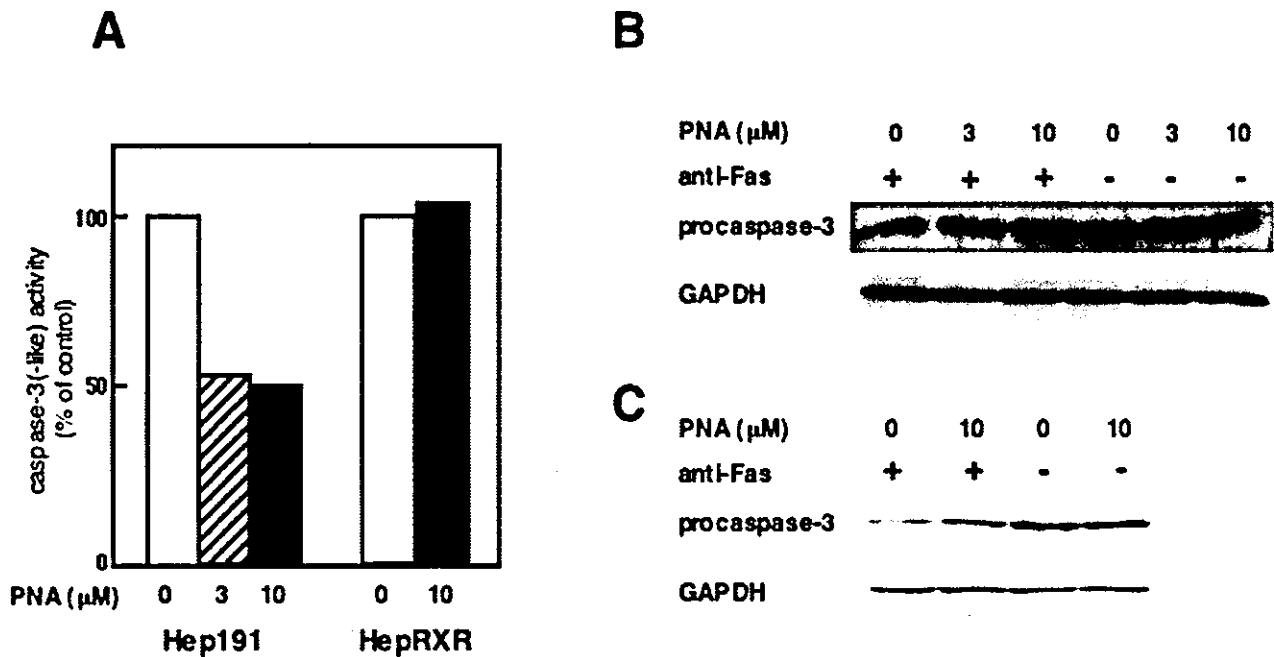 A
caspase-3(-like) activity
(% of control)
100
50
0
PNA (μM) 0 3 10 0 10
Hep191 HepRXR
B
PNA (μM) 0 3 10 0 3 10
anti-Fas + + + - - -
procaspase-3
GAPDH
C
PNA (μM) 0 10 0 10
anti-Fas + + - -
procaspase-3
GAPDH